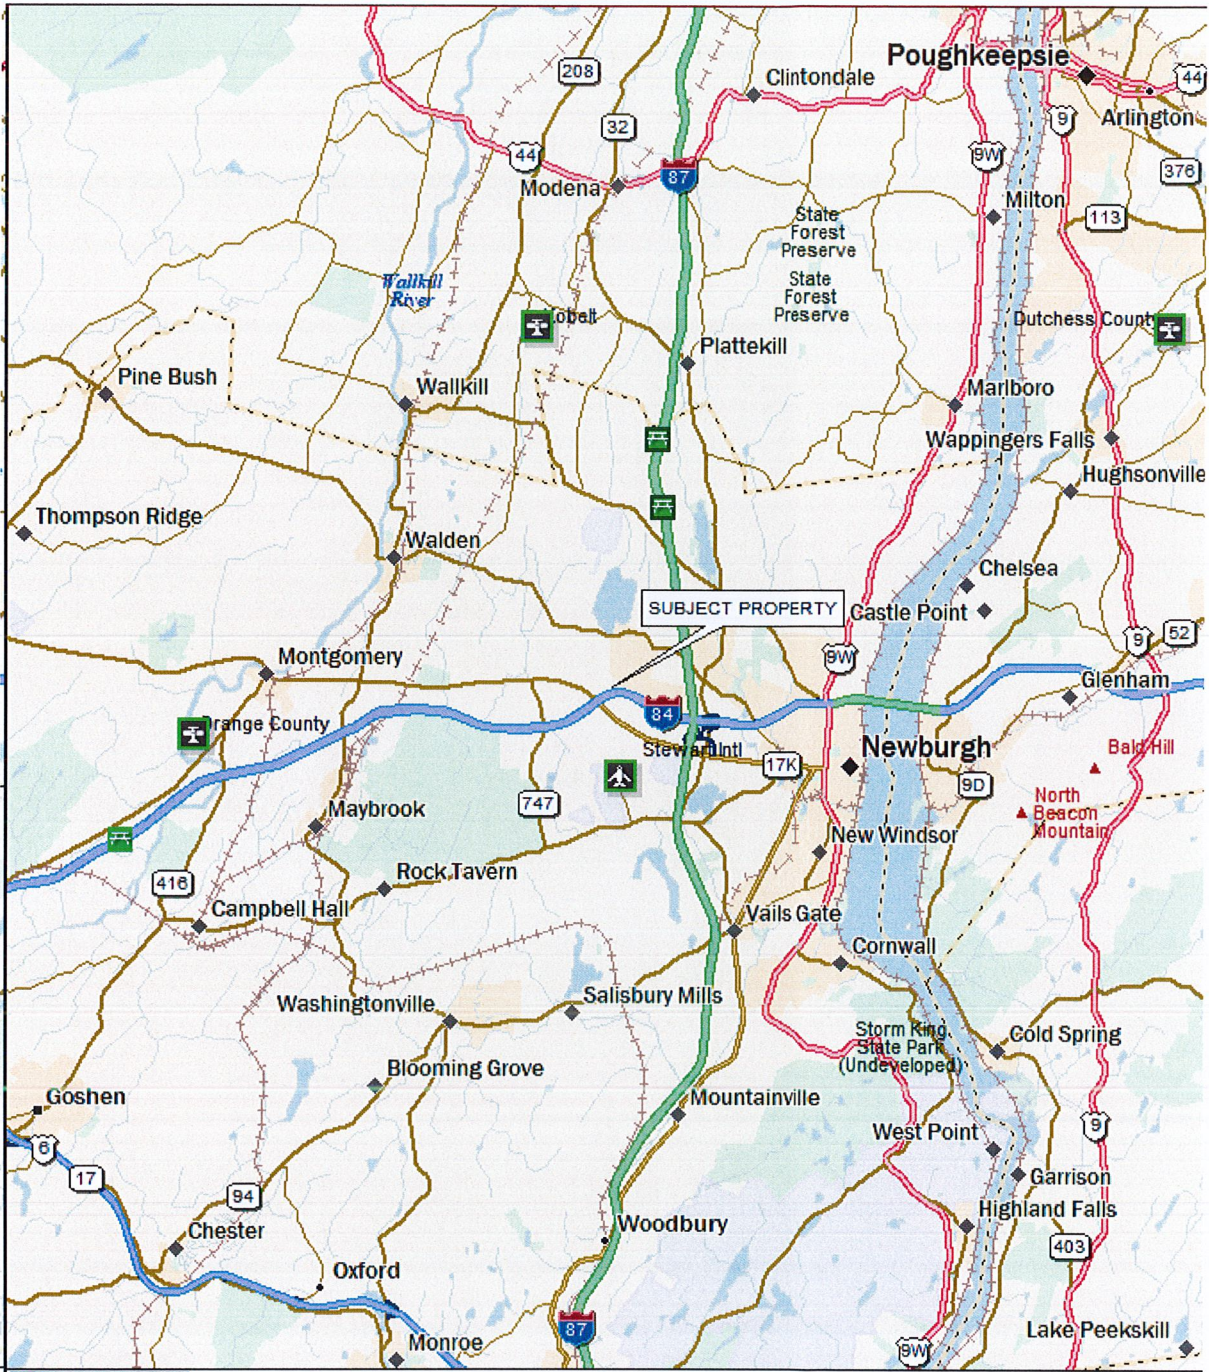 Poughkeepsie
44
Clintondale
208
9
Arlington
32
44
9W
376
87
Modena
Milton
113
State
Forest
Preserve
State
Forest
Preserve
Wallkill
River
Kobelt
Dutchess County
Plattekill
Pine Bush
Wallkill
Marlboro
Wappingers Falls
Hughsonville
Thompson Ridge
Walden
Chelsea
SUBJECT PROPERTY
Castle Point
9
52
Montgomery
9W
Glenham
84
Orange County
Stewart Intl
Newburgh
Bald Hill
17K
9D
North
Beacon
Mountain
747
Maybrook
New Windsor
Rock Tavern
416
Campbell Hall
Vails Gate
Cornwall
Washingtonville
Salisbury Mills
Storm King
State Park
(Undeveloped)
Cold Spring
Blooming Grove
Goshen
Mountainville
9
West Point
6
17
Garrison
94
Highland Falls
Woodbury
Chester
403
Oxford
87
Lake Peekskill
Monroe
9W